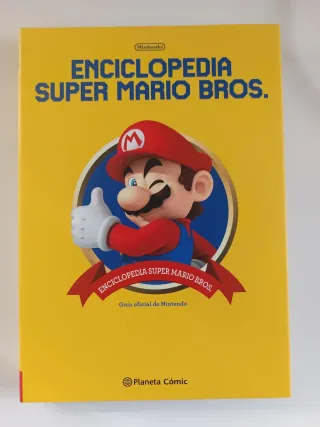 Nintendo
ENCICLOPEDIA
SUPER MARIO BROS.
M
ENCICLOPEDIA SUPER MARIO BROS.
Guía oficial de Nintendo
Planeta Cómic